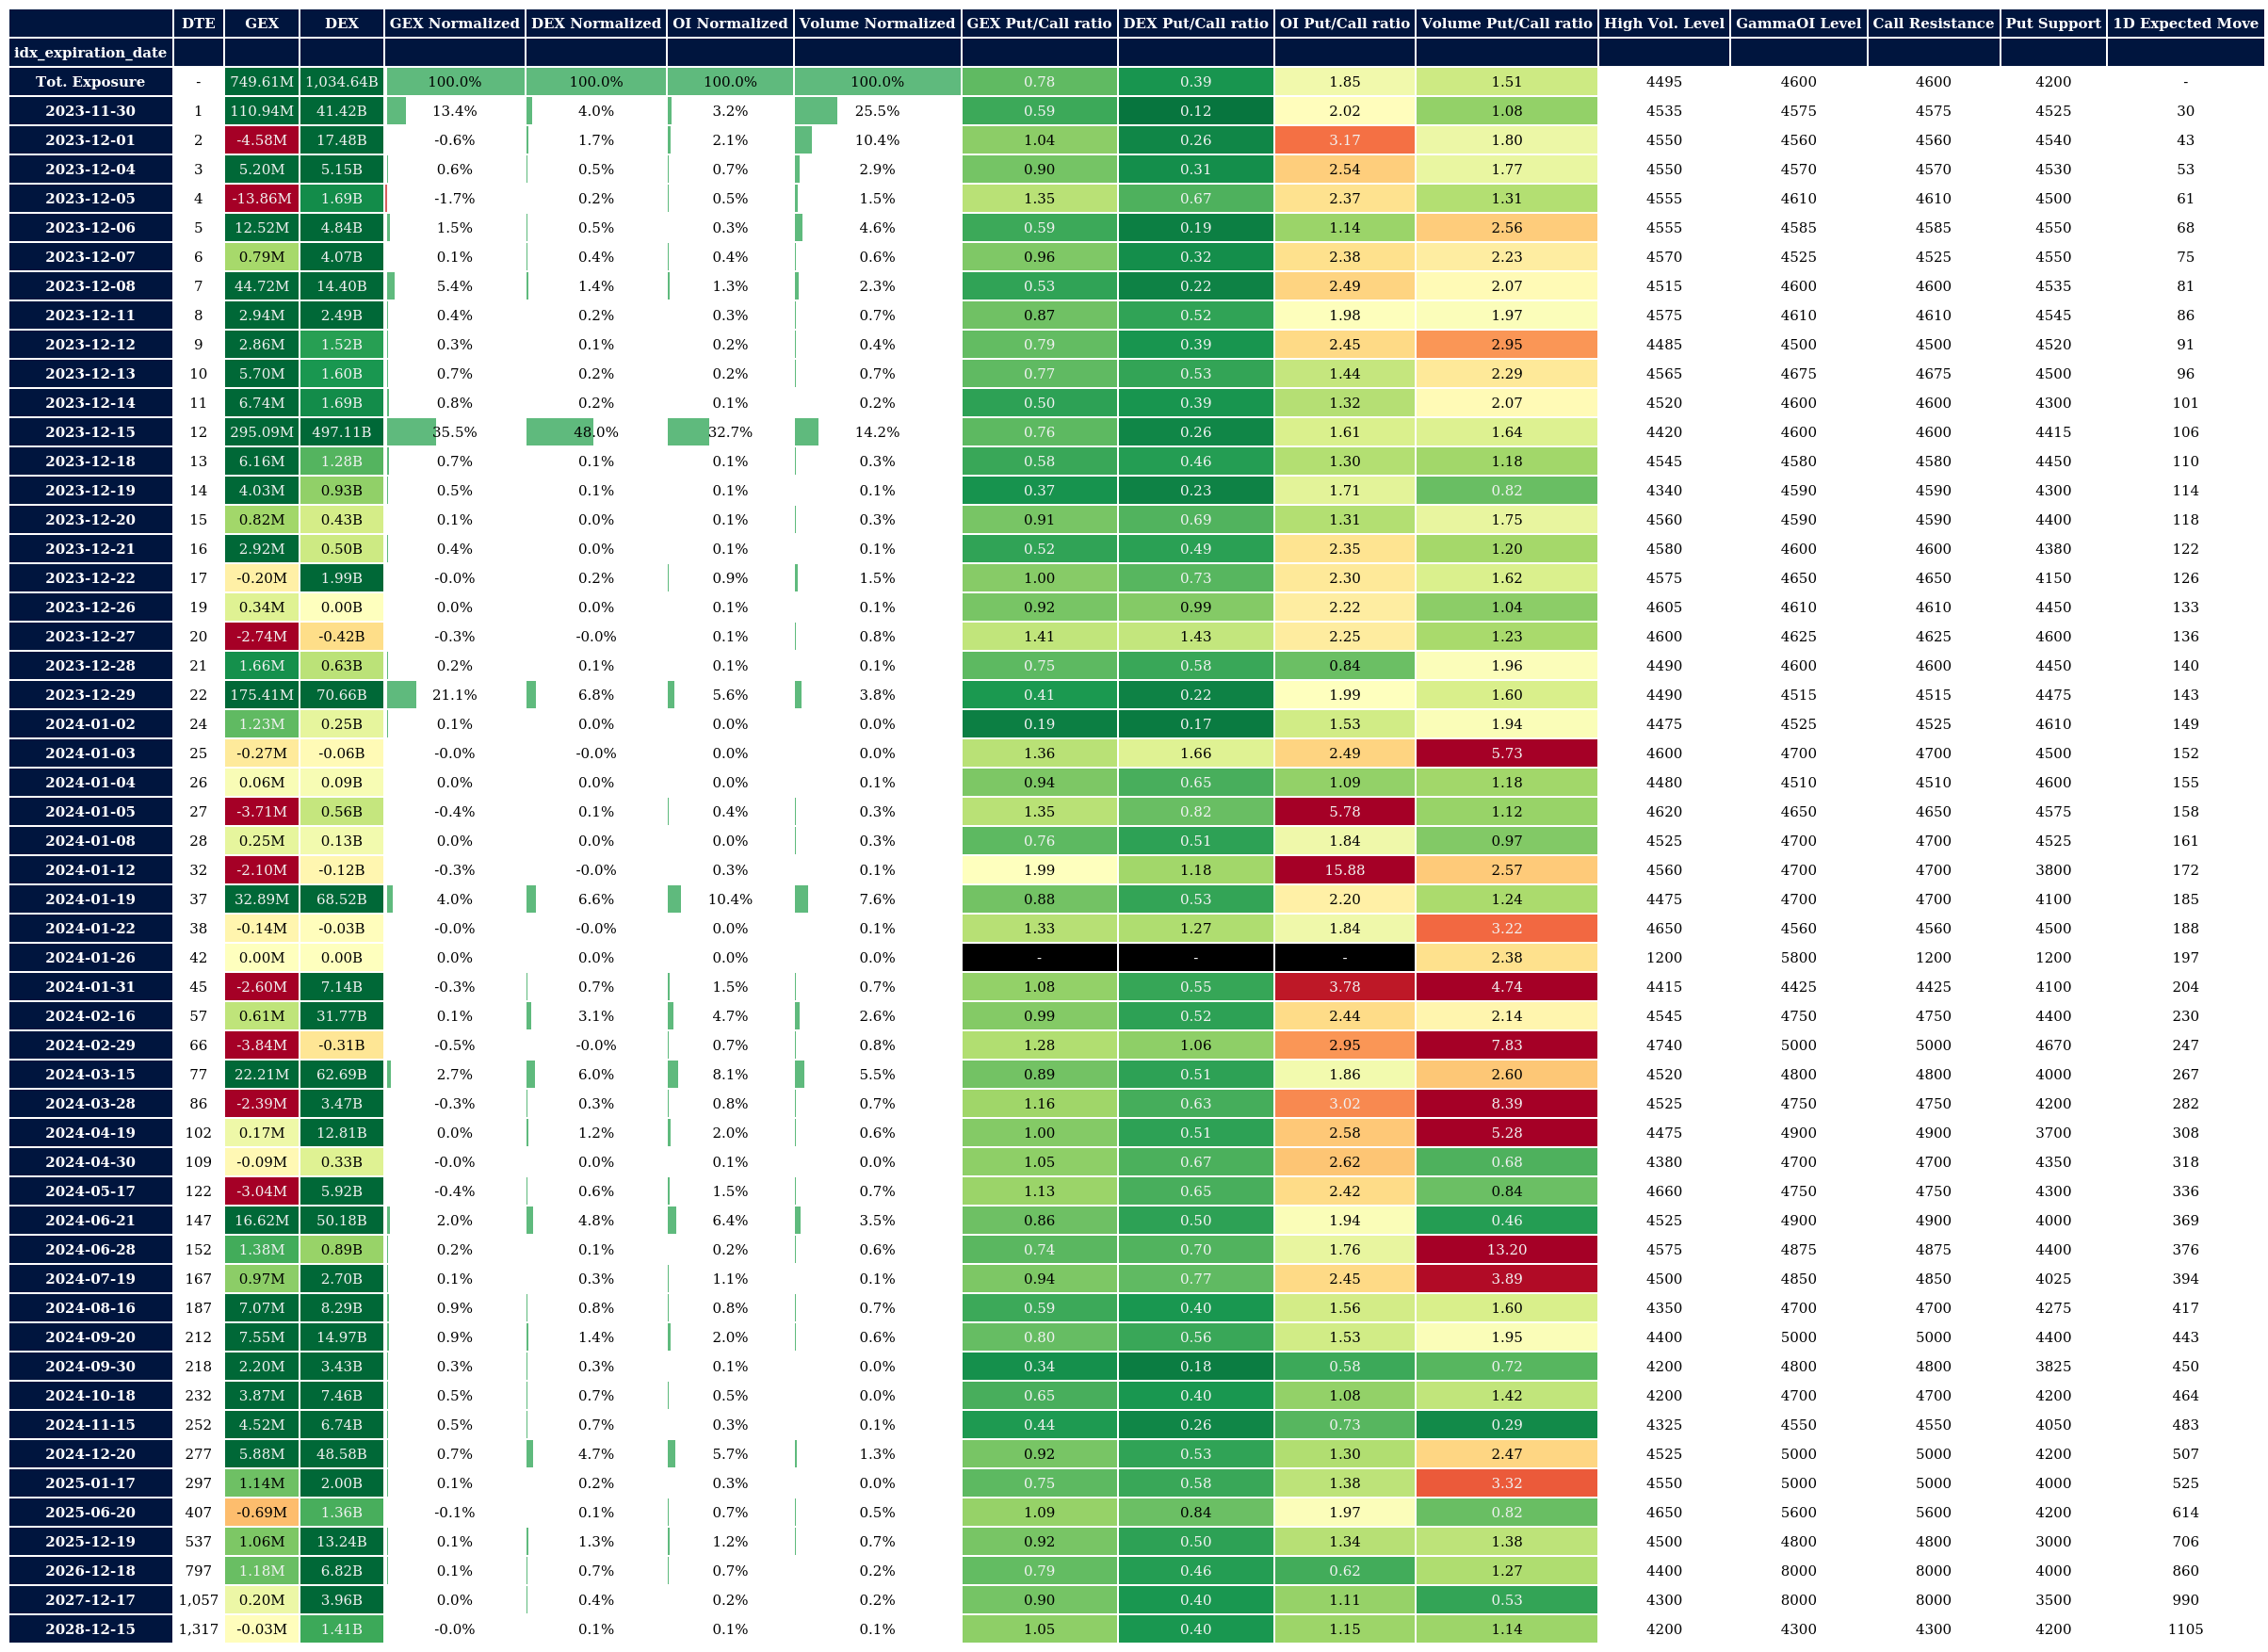 DTE GEX DEX GEX Normalized DEX Normalized OI Normalized Volume Normalized GEX Put/Call ratio DEX Put/Call ratio OI Put/Call ratio Volume Put/Call ratio High Vol. Level GammaOI Level Call Resistance Put Support 1D Expected Move
idx_expiration_date
Tot. Exposure - 749.61M 1,034.64B 100.0% 100.0% 100.0% 100.0% 0.78 0.39 1.85 1.51 4495 4600 4600 4200 -
2023-11-30 1 110.94M 41.42B 13.4% 4.0% 3.2% 25.5% 0.59 0.12 2.02 1.08 4535 4575 4575 4525 30
2023-12-01 2 -4.58M 17.48B -0.6% 1.7% 2.1% 10.4% 1.04 0.26 3.17 1.80 4550 4560 4560 4540 43
2023-12-04 3 5.20M 5.15B 0.6% 0.5% 0.7% 2.9% 0.90 0.31 2.54 1.77 4550 4570 4570 4530 53
2023-12-05 4 -13.86M 1.69B -1.7% 0.2% 0.5% 1.5% 1.35 0.67 2.37 1.31 4555 4610 4610 4500 61
2023-12-06 5 12.52M 4.84B 1.5% 0.5% 0.3% 4.6% 0.59 0.19 1.14 2.56 4555 4585 4585 4550 68
2023-12-07 6 0.79M 4.07B 0.1% 0.4% 0.4% 0.6% 0.96 0.32 2.38 2.23 4570 4525 4525 4550 75
2023-12-08 7 44.72M 14.40B 5.4% 1.4% 1.3% 2.3% 0.53 0.22 2.49 2.07 4515 4600 4600 4535 81
2023-12-11 8 2.94M 2.49B 0.4% 0.2% 0.3% 0.7% 0.87 0.52 1.98 1.97 4575 4610 4610 4545 86
2023-12-12 9 2.86M 1.52B 0.3% 0.1% 0.2% 0.4% 0.79 0.39 2.45 2.95 4485 4500 4500 4520 91
2023-12-13 10 5.70M 1.60B 0.7% 0.2% 0.2% 0.7% 0.77 0.53 1.44 2.29 4565 4675 4675 4500 96
2023-12-14 11 6.74M 1.69B 0.8% 0.2% 0.1% 0.2% 0.50 0.39 1.32 2.07 4520 4600 4600 4300 101
2023-12-15 12 295.09M 497.11B 35.5% 48.0% 32.7% 14.2% 0.76 0.26 1.61 1.64 4420 4600 4600 4415 106
2023-12-18 13 6.16M 1.28B 0.7% 0.1% 0.1% 0.3% 0.58 0.46 1.30 1.18 4545 4580 4580 4450 110
2023-12-19 14 4.03M 0.93B 0.5% 0.1% 0.1% 0.1% 0.37 0.23 1.71 0.82 4340 4590 4590 4300 114
2023-12-20 15 0.82M 0.43B 0.1% 0.0% 0.1% 0.3% 0.91 0.69 1.31 1.75 4560 4590 4590 4400 118
2023-12-21 16 2.92M 0.50B 0.4% 0.0% 0.1% 0.1% 0.52 0.49 2.35 1.20 4580 4600 4600 4380 122
2023-12-22 17 -0.20M 1.99B -0.0% 0.2% 0.9% 1.5% 1.00 0.73 2.30 1.62 4575 4650 4650 4150 126
2023-12-26 19 0.34M 0.00B 0.0% 0.0% 0.1% 0.1% 0.92 0.99 2.22 1.04 4605 4610 4610 4450 133
2023-12-27 20 -2.74M -0.42B -0.3% -0.0% 0.1% 0.8% 1.41 1.43 2.25 1.23 4600 4625 4625 4600 136
2023-12-28 21 1.66M 0.63B 0.2% 0.1% 0.1% 0.1% 0.75 0.58 0.84 1.96 4490 4600 4600 4450 140
2023-12-29 22 175.41M 70.66B 21.1% 6.8% 5.6% 3.8% 0.41 0.22 1.99 1.60 4490 4515 4515 4475 143
2024-01-02 24 1.23M 0.25B 0.1% 0.0% 0.0% 0.0% 0.19 0.17 1.53 1.94 4475 4525 4525 4610 149
2024-01-03 25 -0.27M -0.06B -0.0% -0.0% 0.0% 0.0% 1.36 1.66 2.49 5.73 4600 4700 4700 4500 152
2024-01-04 26 0.06M 0.09B 0.0% 0.0% 0.0% 0.1% 0.94 0.65 1.09 1.18 4480 4510 4510 4600 155
2024-01-05 27 -3.71M 0.56B -0.4% 0.1% 0.4% 0.3% 1.35 0.82 5.78 1.12 4620 4650 4650 4575 158
2024-01-08 28 0.25M 0.13B 0.0% 0.0% 0.0% 0.3% 0.76 0.51 1.84 0.97 4525 4700 4700 4525 161
2024-01-12 32 -2.10M -0.12B -0.3% -0.0% 0.3% 0.1% 1.99 1.18 15.88 2.57 4560 4700 4700 3800 172
2024-01-19 37 32.89M 68.52B 4.0% 6.6% 10.4% 7.6% 0.88 0.53 2.20 1.24 4475 4700 4700 4100 185
2024-01-22 38 -0.14M -0.03B -0.0% -0.0% 0.0% 0.1% 1.33 1.27 1.84 3.22 4650 4560 4560 4500 188
2024-01-26 42 0.00M 0.00B 0.0% 0.0% 0.0% 0.0% - - - 2.38 1200 5800 1200 1200 197
2024-01-31 45 -2.60M 7.14B -0.3% 0.7% 1.5% 0.7% 1.08 0.55 3.78 4.74 4415 4425 4425 4100 204
2024-02-16 57 0.61M 31.77B 0.1% 3.1% 4.7% 2.6% 0.99 0.52 2.44 2.14 4545 4750 4750 4400 230
2024-02-29 66 -3.84M -0.31B -0.5% -0.0% 0.7% 0.8% 1.28 1.06 2.95 7.83 4740 5000 5000 4670 247
2024-03-15 77 22.21M 62.69B 2.7% 6.0% 8.1% 5.5% 0.89 0.51 1.86 2.60 4520 4800 4800 4000 267
2024-03-28 86 -2.39M 3.47B -0.3% 0.3% 0.8% 0.7% 1.16 0.63 3.02 8.39 4525 4750 4750 4200 282
2024-04-19 102 0.17M 12.81B 0.0% 1.2% 2.0% 0.6% 1.00 0.51 2.58 5.28 4475 4900 4900 3700 308
2024-04-30 109 -0.09M 0.33B -0.0% 0.0% 0.1% 0.0% 1.05 0.67 2.62 0.68 4380 4700 4700 4350 318
2024-05-17 122 -3.04M 5.92B -0.4% 0.6% 1.5% 0.7% 1.13 0.65 2.42 0.84 4660 4750 4750 4300 336
2024-06-21 147 16.62M 50.18B 2.0% 4.8% 6.4% 3.5% 0.86 0.50 1.94 0.46 4525 4900 4900 4000 369
2024-06-28 152 1.38M 0.89B 0.2% 0.1% 0.2% 0.6% 0.74 0.70 1.76 13.20 4575 4875 4875 4400 376
2024-07-19 167 0.97M 2.70B 0.1% 0.3% 1.1% 0.1% 0.94 0.77 2.45 3.89 4500 4850 4850 4025 394
2024-08-16 187 7.07M 8.29B 0.9% 0.8% 0.8% 0.7% 0.59 0.40 1.56 1.60 4350 4700 4700 4275 417
2024-09-20 212 7.55M 14.97B 0.9% 1.4% 2.0% 0.6% 0.80 0.56 1.53 1.95 4400 5000 5000 4400 443
2024-09-30 218 2.20M 3.43B 0.3% 0.3% 0.1% 0.0% 0.34 0.18 0.58 0.72 4200 4800 4800 3825 450
2024-10-18 232 3.87M 7.46B 0.5% 0.7% 0.5% 0.0% 0.65 0.40 1.08 1.42 4200 4700 4700 4200 464
2024-11-15 252 4.52M 6.74B 0.5% 0.7% 0.3% 0.1% 0.44 0.26 0.73 0.29 4325 4550 4550 4050 483
2024-12-20 277 5.88M 48.58B 0.7% 4.7% 5.7% 1.3% 0.92 0.53 1.30 2.47 4525 5000 5000 4200 507
2025-01-17 297 1.14M 2.00B 0.1% 0.2% 0.3% 0.0% 0.75 0.58 1.38 3.32 4550 5000 5000 4000 525
2025-06-20 407 -0.69M 1.36B -0.1% 0.1% 0.7% 0.5% 1.09 0.84 1.97 0.82 4650 5600 5600 4200 614
2025-12-19 537 1.06M 13.24B 0.1% 1.3% 1.2% 0.7% 0.92 0.50 1.34 1.38 4500 4800 4800 3000 706
2026-12-18 797 1.18M 6.82B 0.1% 0.7% 0.7% 0.2% 0.79 0.46 0.62 1.27 4400 8000 8000 4000 860
2027-12-17 1,057 0.20M 3.96B 0.0% 0.4% 0.2% 0.2% 0.90 0.40 1.11 0.53 4300 8000 8000 3500 990
2028-12-15 1,317 -0.03M 1.41B -0.0% 0.1% 0.1% 0.1% 1.05 0.40 1.15 1.14 4200 4300 4300 4200 1105